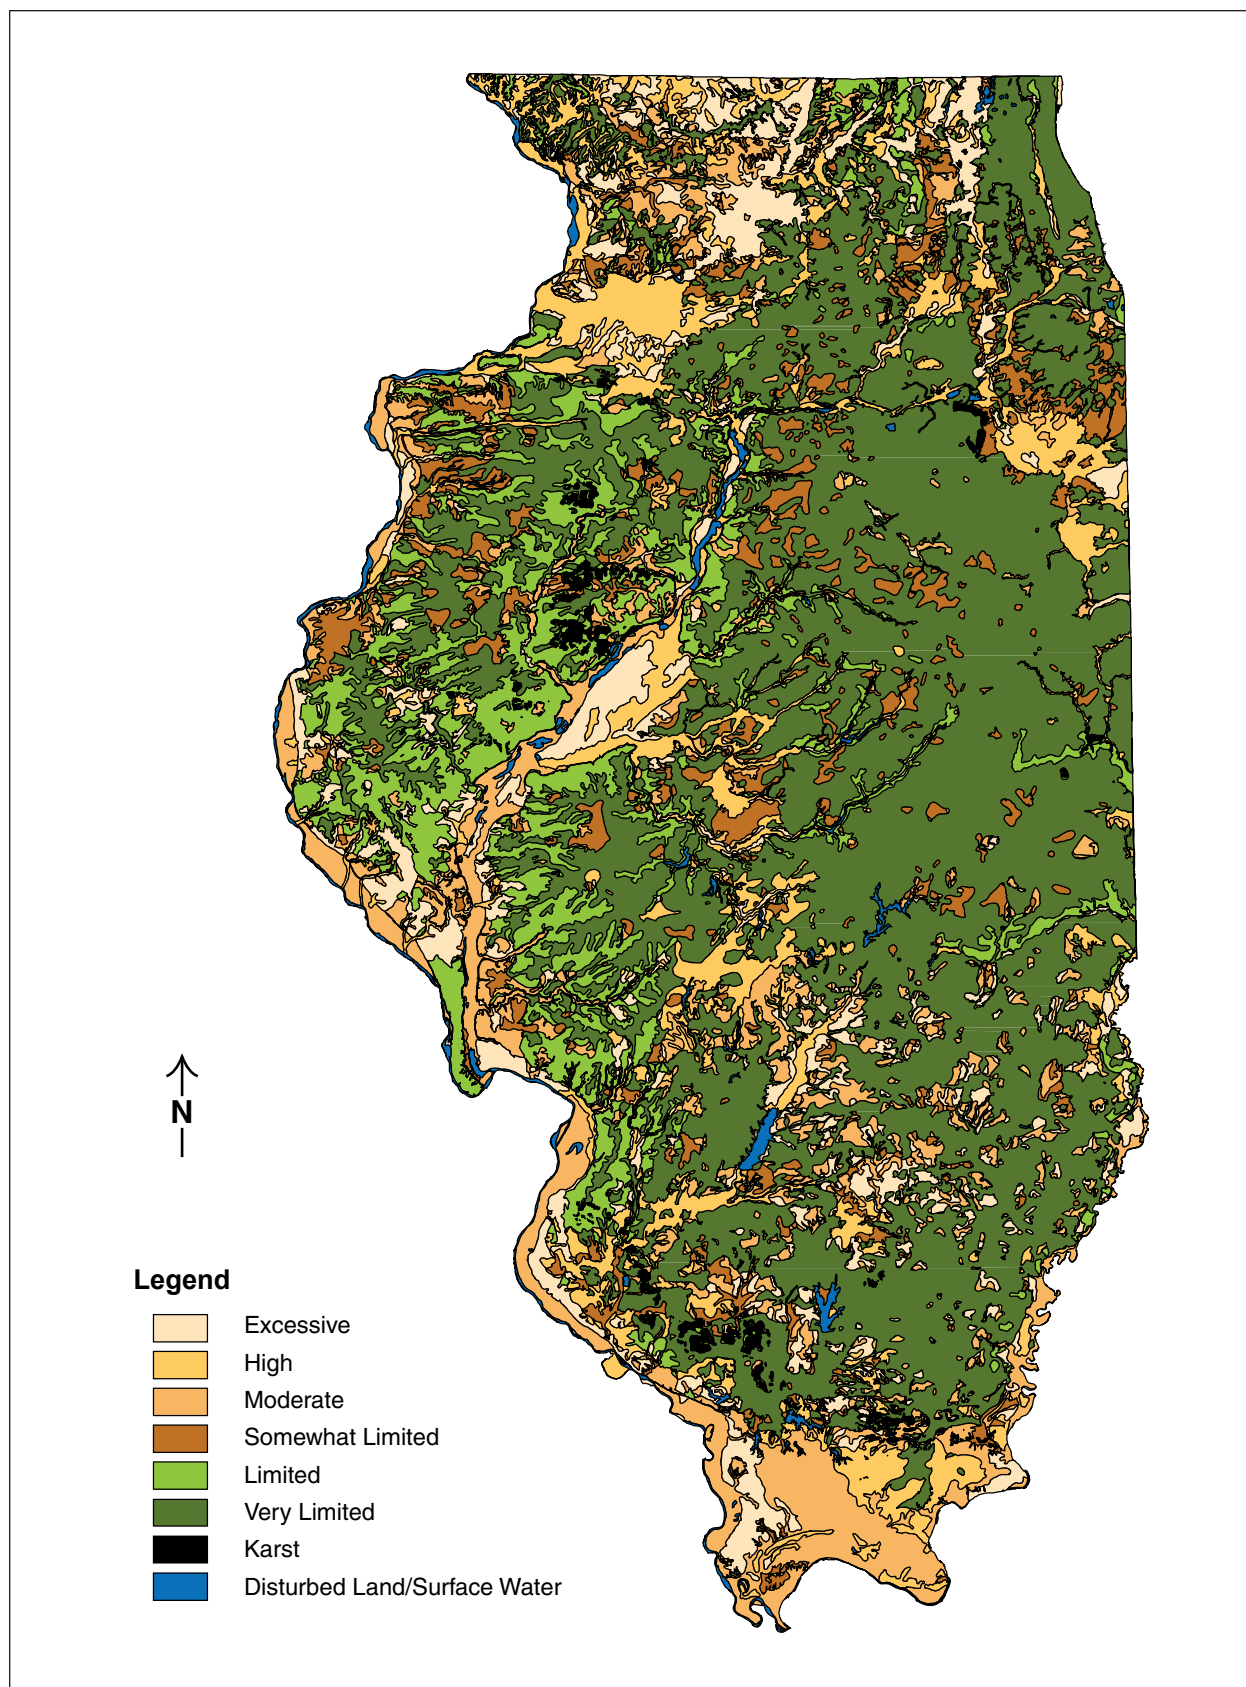 N
Legend
Excessive
High
Moderate
Somewhat Limited
Limited
Very Limited
Karst
Disturbed Land/Surface Water